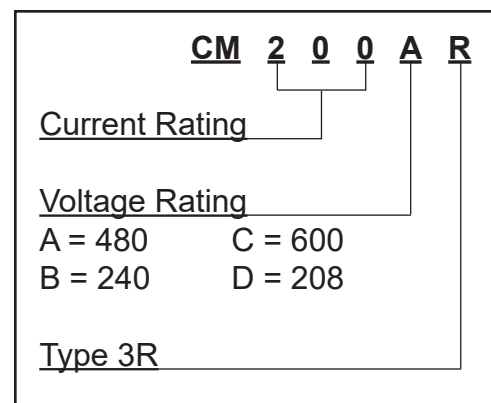 CM 2 0 0 A R
Current Rating
Voltage Rating
A = 480 C = 600
B = 240 D = 208
Type 3R